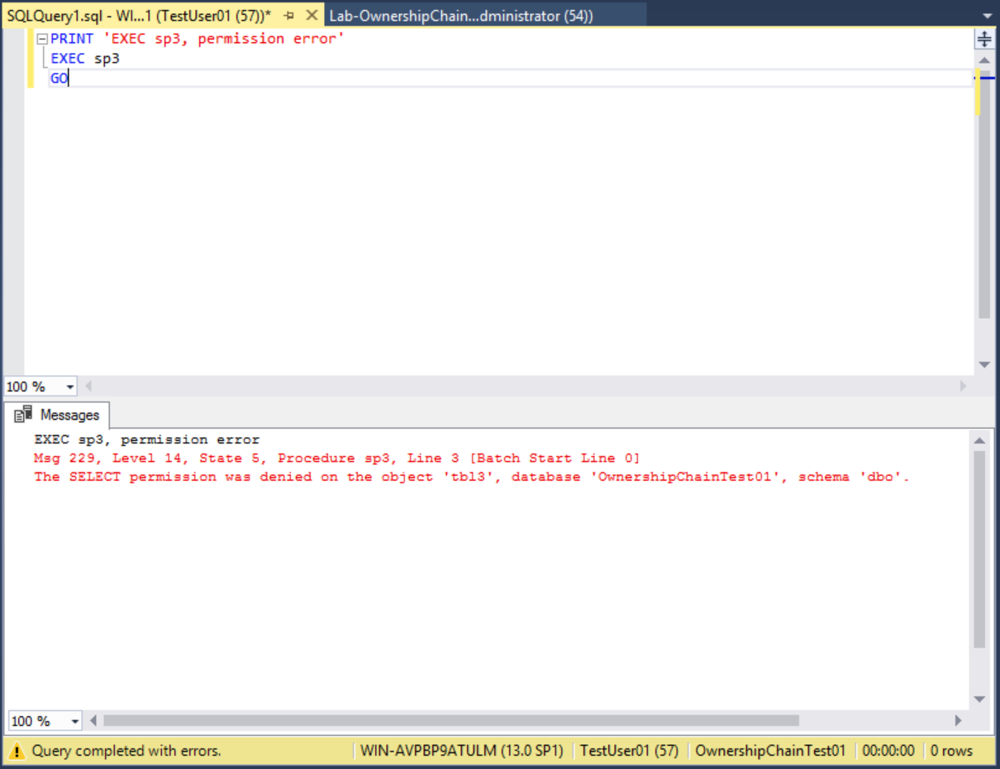 SQLQuery1.sql - WI...1 (TestUser01 (57))* Lab-OwnershipChain...dministrator (54))
PRINT 'EXEC sp3, permission error'
EXEC sp3
GO
100 %
Messages
EXEC sp3, permission error
Msg 229, Level 14, State 5, Procedure sp3, Line 3 [Batch Start Line 0]
The SELECT permission was denied on the object 'tbl3', database 'OwnershipChainTest01', schema 'dbo'.
100 %
Query completed with errors. WIN-AVPBP9ATULM (13.0 SP1) TestUser01 (57) OwnershipChainTest01 00:00:00 0 rows